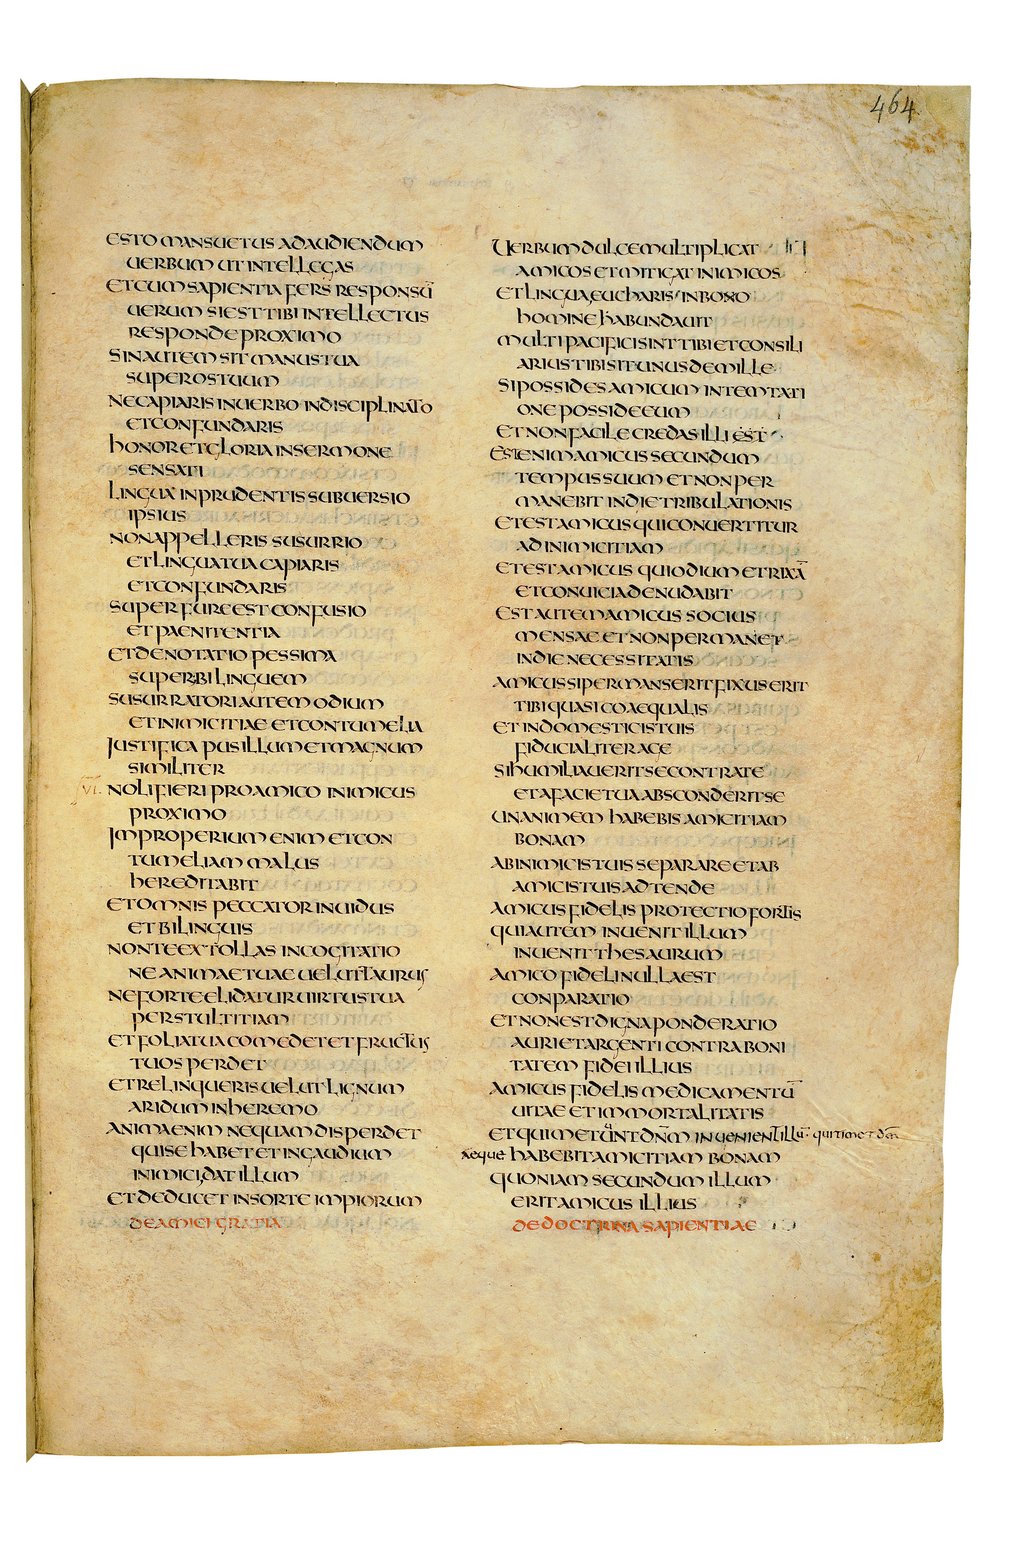 464
ESTO MANSUETUS AD AUDIENDUM
UERBUM UT INTELLEGAS
ET CUM SAPIENTIA FERS RESPONSŪ
UERUM SI EST TIBI INTELLECTUS
RESPONDE PROXIMO
SIN AUTEM SIT MANUS TUA
SUPER OS TUUM
NE CAPIARIS IN UERBO INDISCIPLINATO
ET CONFUNDARIS
HONOR ET GLORIA IN SERMONE
SENSATI
LINGUA INPRUDENTIS SUBUERSIO
IPSIUS
NON APPELLERIS SUSURRIO
ET LINGUA TUA CAPIARIS
ET CONFUNDARIS
SUPER FURE EST CONFUSIO
ET PAENITENTIA
ET DENOTATIO PESSIMA
SUPER BILINGUEM
SUSURRATORI AUTEM ODIUM
ET INIMICITIAE ET CONTUMELIA
IUSTIFICA PUSILLUM ET MAGNUM
SIMILITER
VI. NOLI FIERI PRO AMICO INIMICUS
PROXIMO
IMPROPERIUM ENIM ET CON
TUMELIAM MALUS
HEREDITABIT
ET OMNIS PECCATOR INUIDUS
ET BILINGUIS
NON TE EXTOLLAS IN COGITATIO
NE ANIMAE TUAE UELUT TAURUS
NE FORTE ELIDATUR UIRTUS TUA
PER STULTITIAM
ET FOLIA TUA COMEDET ET FRUCTUS
TUOS PERDET
ET RELINQUERIS UELUT LIGNUM
ARIDUM IN HEREMO
ANIMA ENIM NEQUAM DISPERDET
QUI SE HABET ET IN GAUDIUM
INIMICI DAT ILLUM
ET DEDUCET IN SORTE IMPIORUM
DE AMICI GRATIA
UERBUM DULCE MULTIPLICAT
AMICOS ET MITIGAT INIMICOS
ET LINGUA EUCHARIS IN BONO
HOMINE HABUNDAUIT
MULTI PACIFICI SINT TIBI ET CONSILI
ARIUS TIBI SIT UNUS DE MILLE
SI POSSIDES AMICUM IN TEMTATI
ONE POSSIDE EUM
ET NON FACILE CREDAS ILLI EST
EST ENIM AMICUS SECUNDUM
TEMPUS SUUM ET NON PER
MANEBIT IN DIE TRIBULATIONIS
ET EST AMICUS QUI CONUERTITUR
AD INIMICITIAM
ET EST AMICUS QUI ODIUM ET RIXĀ
ET CONUICIA DENUDABIT
EST AUTEM AMICUS SOCIUS
MENSAE ET NON PERMANET
IN DIE NECESSITATIS
AMICUS SI PERMANSERIT FIXUS ERIT
TIBI QUASI COAEQUALIS
ET IN DOMESTICIS TUIS
FIDUCIALITER ACE
SI HUMILIAUERIT SE CONTRA TE
ET A FACIE TUA ABSCONDERIT SE
UNANIMEM HABEBIS AMICITIAM
BONAM
AB INIMICIS TUIS SEPARARE ET AB
AMICIS TUIS ADTENDE
AMICUS FIDELIS PROTECTIO FORTIS
QUI AUTEM INUENIT ILLUM
INUENIT THESAURUM
AMICO FIDELI NULLA EST
CONPARATIO
ET NON EST DIGNA PONDERATIO
AURI ET ARGENTI CONTRA BONI
TATEM FIDEI ILLIUS
AMICUS FIDELIS MEDICAMENTŪ
UITAE ET IMMORTALITATIS
ET QUI METUUNT DNM INUENIENT ILLŪ qui timet dm̄
aeque HABEBIT AMICITIAM BONAM
QUONIAM SECUNDUM ILLUM
ERIT AMICUS ILLIUS
DE DOCTRINA SAPIENTIAE